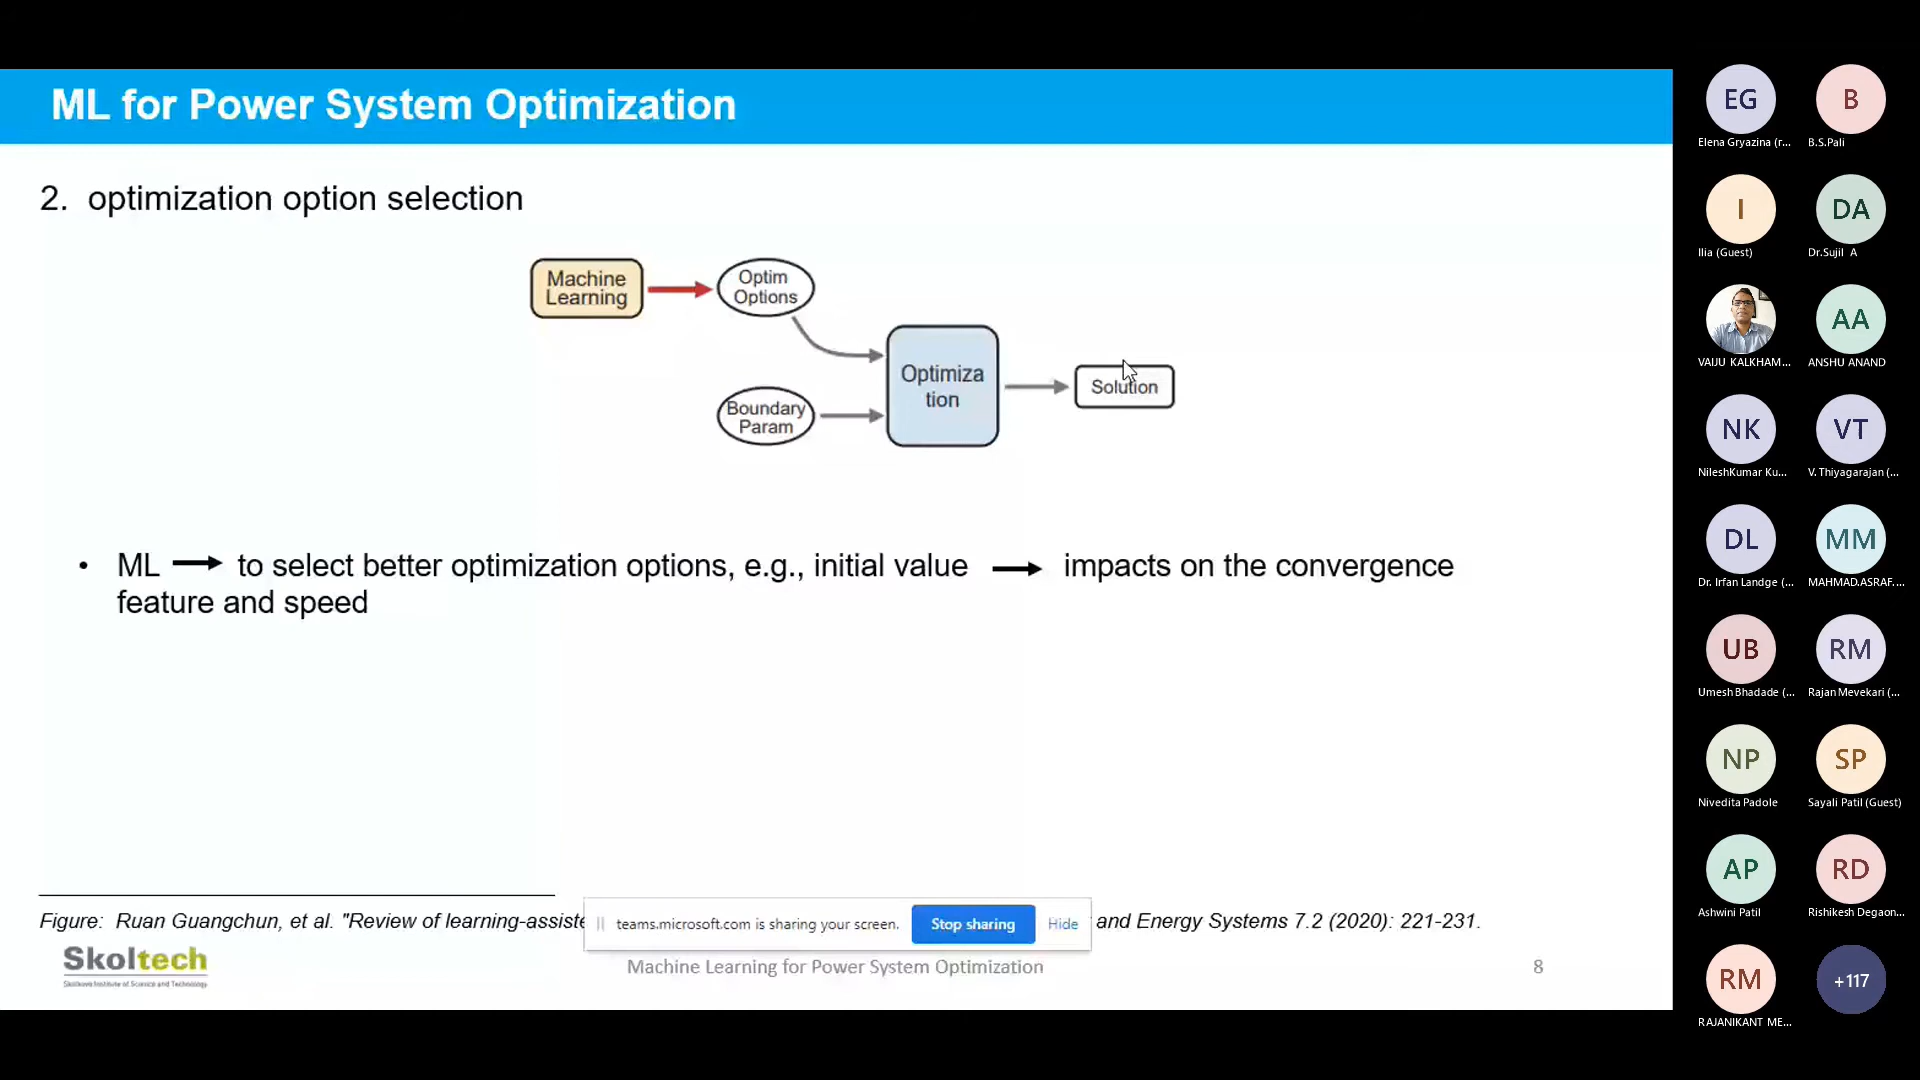 ML for Power System Optimization
2. optimization option selection
Machine
Learning
Optim
Options
Optimiza
tion
Solution
Boundary
Param
• ML to select better optimization options, e.g., initial value impacts on the convergence
feature and speed
Figure: Ruan Guangchun, et al. "Review of learning-assiste
and Energy Systems 7.2 (2020): 221-231.
teams.microsoft.com is sharing your screen. Stop sharing Hide
Skoltech
Skolkovo Institute of Science and Technology
Machine Learning for Power System Optimization
8
EG B
Elena Gryazina (r... B.S.Pali
I DA
Ilia (Guest) Dr.Sujil A
AA
VAIJU KALKHAM... ANSHU ANAND
NK VT
NileshKumar Ku... V. Thiyagarajan (...
DL MM
Dr. Irfan Landge (... MAHMAD.ASRAF....
UB RM
Umesh Bhadade (... Rajan Mevekari (...
NP SP
Nivedita Padole Sayali Patil (Guest)
AP RD
Ashwini Patil Rishikesh Degaon...
RM +117
RAJANIKANT ME...